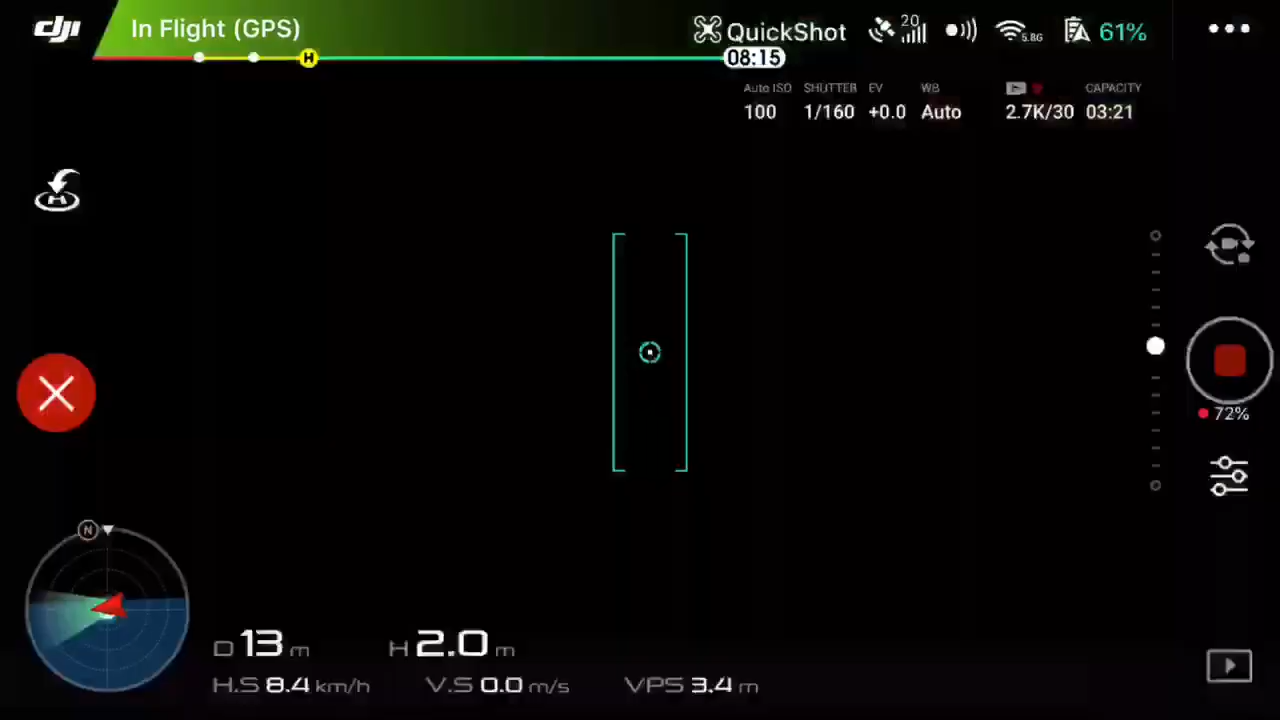 dji In Flight (GPS) QuickShot 20 5.8G 61%
H 08:15
Auto ISO SHUTTER EV WB CAPACITY
100 1/160 +0.0 Auto 2.7K/30 03:21
H
72%
N
D 13 m H 2.0 m
H.S 8.4 km/h V.S 0.0 m/s VPS 3.4 m